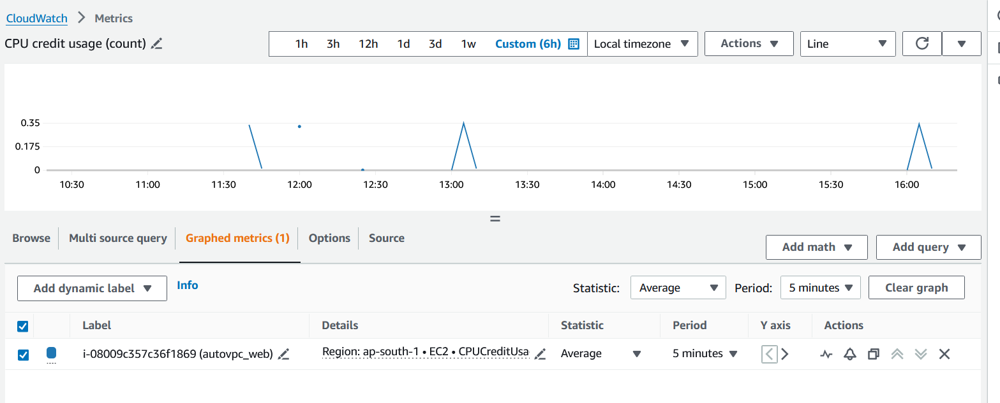 CloudWatch > Metrics
CPU credit usage (count)
1h 3h 12h 1d 3d 1w Custom (6h) Local timezone Actions Line
0.35
0.175
0
10:30 11:00 11:30 12:00 12:30 13:00 13:30 14:00 14:30 15:00 15:30 16:00
Browse Multi source query Graphed metrics (1) Options Source
Add math Add query
Add dynamic label Info Statistic: Average Period: 5 minutes Clear graph
Label Details Statistic Period Y axis Actions
i-08009c357c36f1869 (autovpc_web) Region: ap-south-1 • EC2 • CPUCreditUsa Average 5 minutes < >